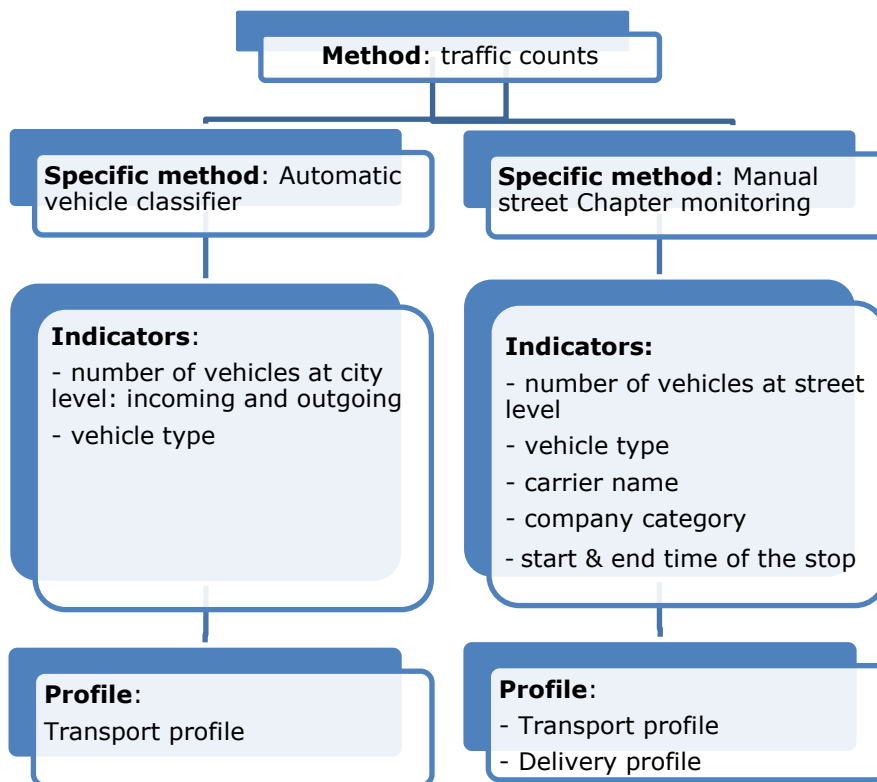 Method: traffic counts
Specific method: Automatic
vehicle classifier
Specific method: Manual
street Chapter monitoring
Indicators:
- number of vehicles at city
level: incoming and outgoing
- vehicle type
Indicators:
- number of vehicles at street
level
- vehicle type
- carrier name
- company category
- start & end time of the stop
Profile:
Transport profile
Profile:
- Transport profile
- Delivery profile